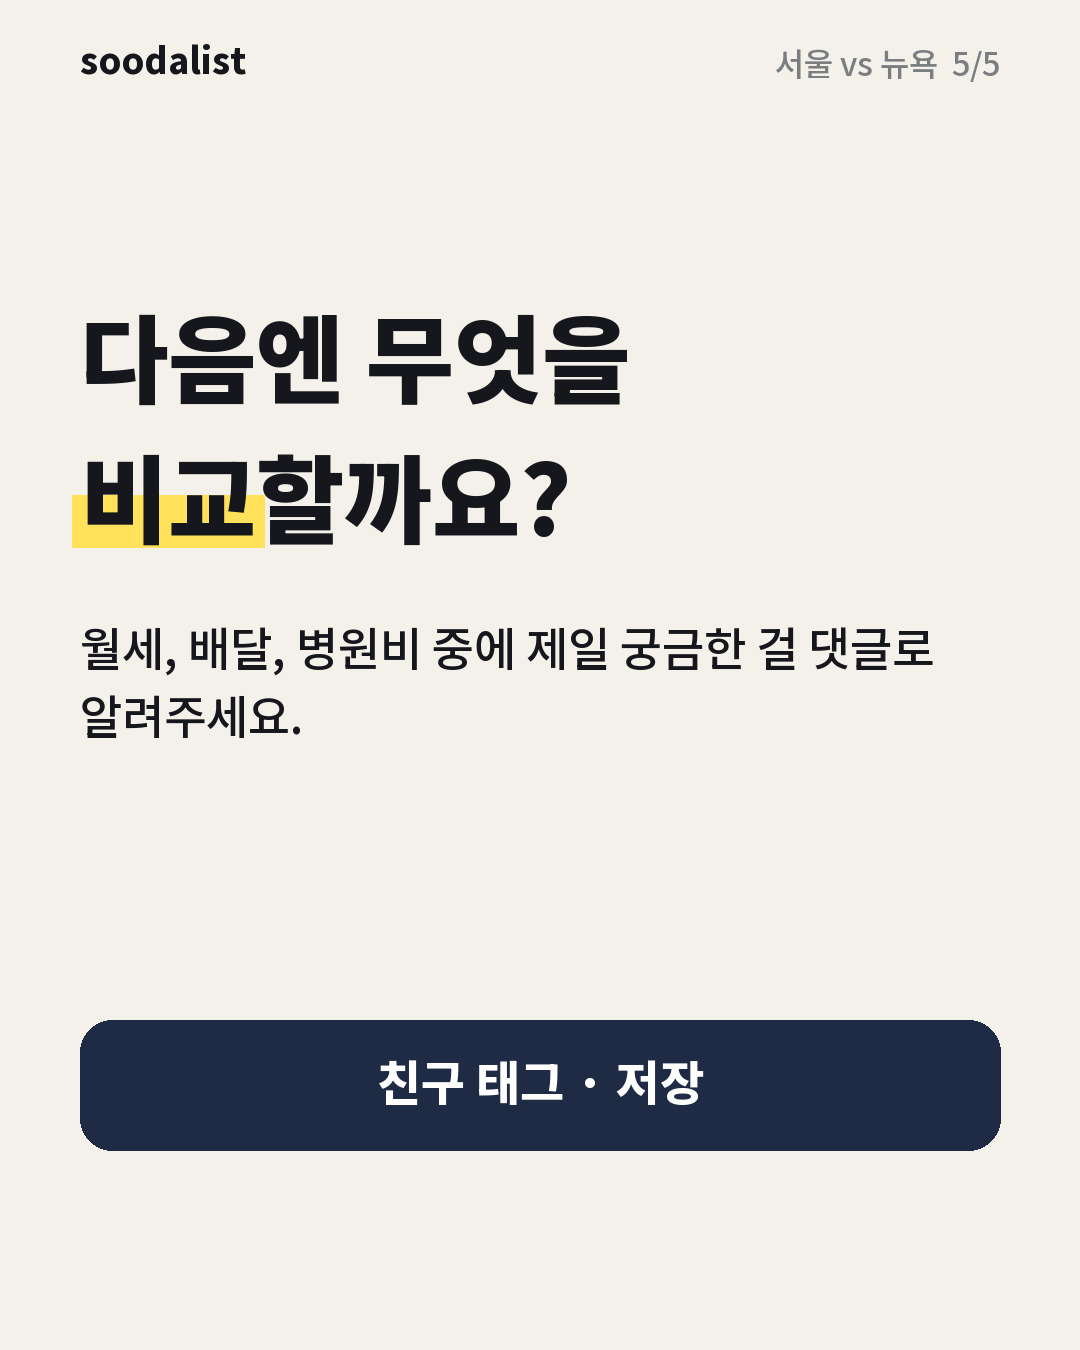 soodalist
서울 vs 뉴욕 5/5
다음엔 무엇을
비교할까요?
월세, 배달, 병원비 중에 제일 궁금한 걸 댓글로
알려주세요.
친구 태그 · 저장